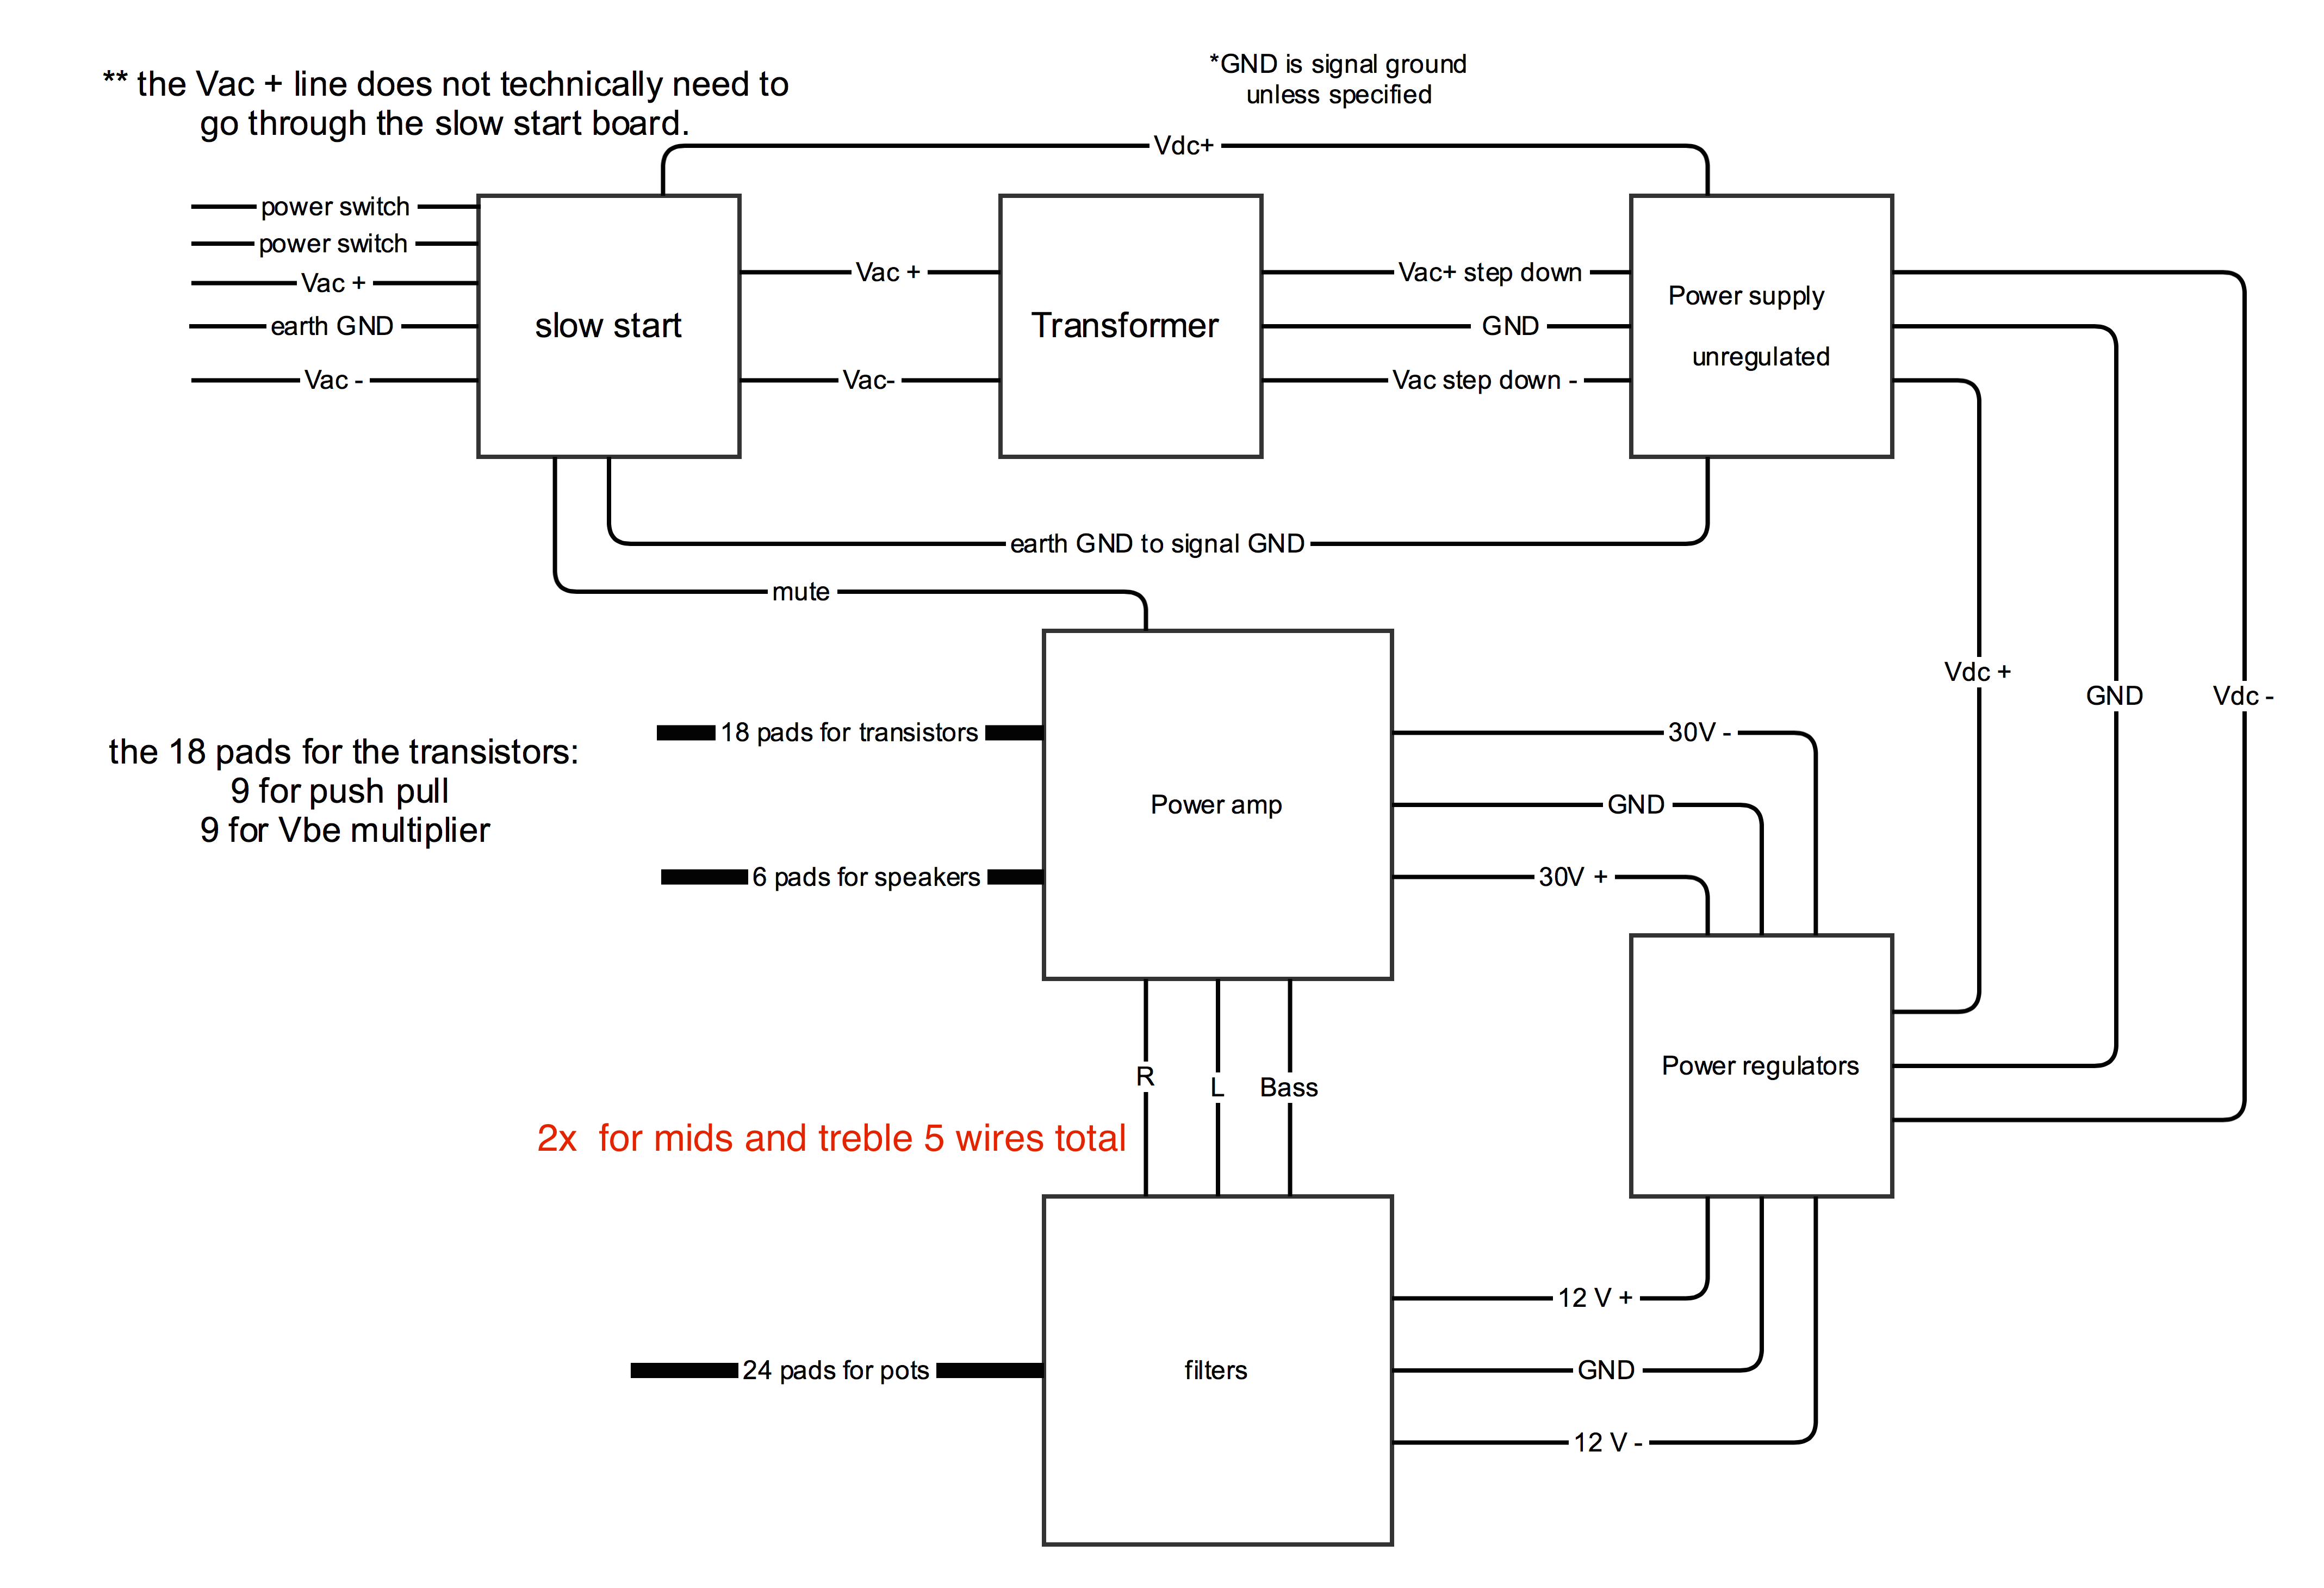 ** the Vac + line does not technically need to
go through the slow start board.
*GND is signal ground
unless specified
Vdc+
power switch
power switch
Vac +
earth GND
Vac -
slow start
Vac +
Vac-
Transformer
Vac+ step down
GND
Vac step down -
Power supply
unregulated
earth GND to signal GND
mute
Vdc +
GND
Vdc -
the 18 pads for the transistors:
9 for push pull
9 for Vbe multiplier
18 pads for transistors
6 pads for speakers
Power amp
30V -
GND
30V +
Power regulators
R
L
Bass
2x  for mids and treble 5 wires total
24 pads for pots
filters
12 V +
GND
12 V -